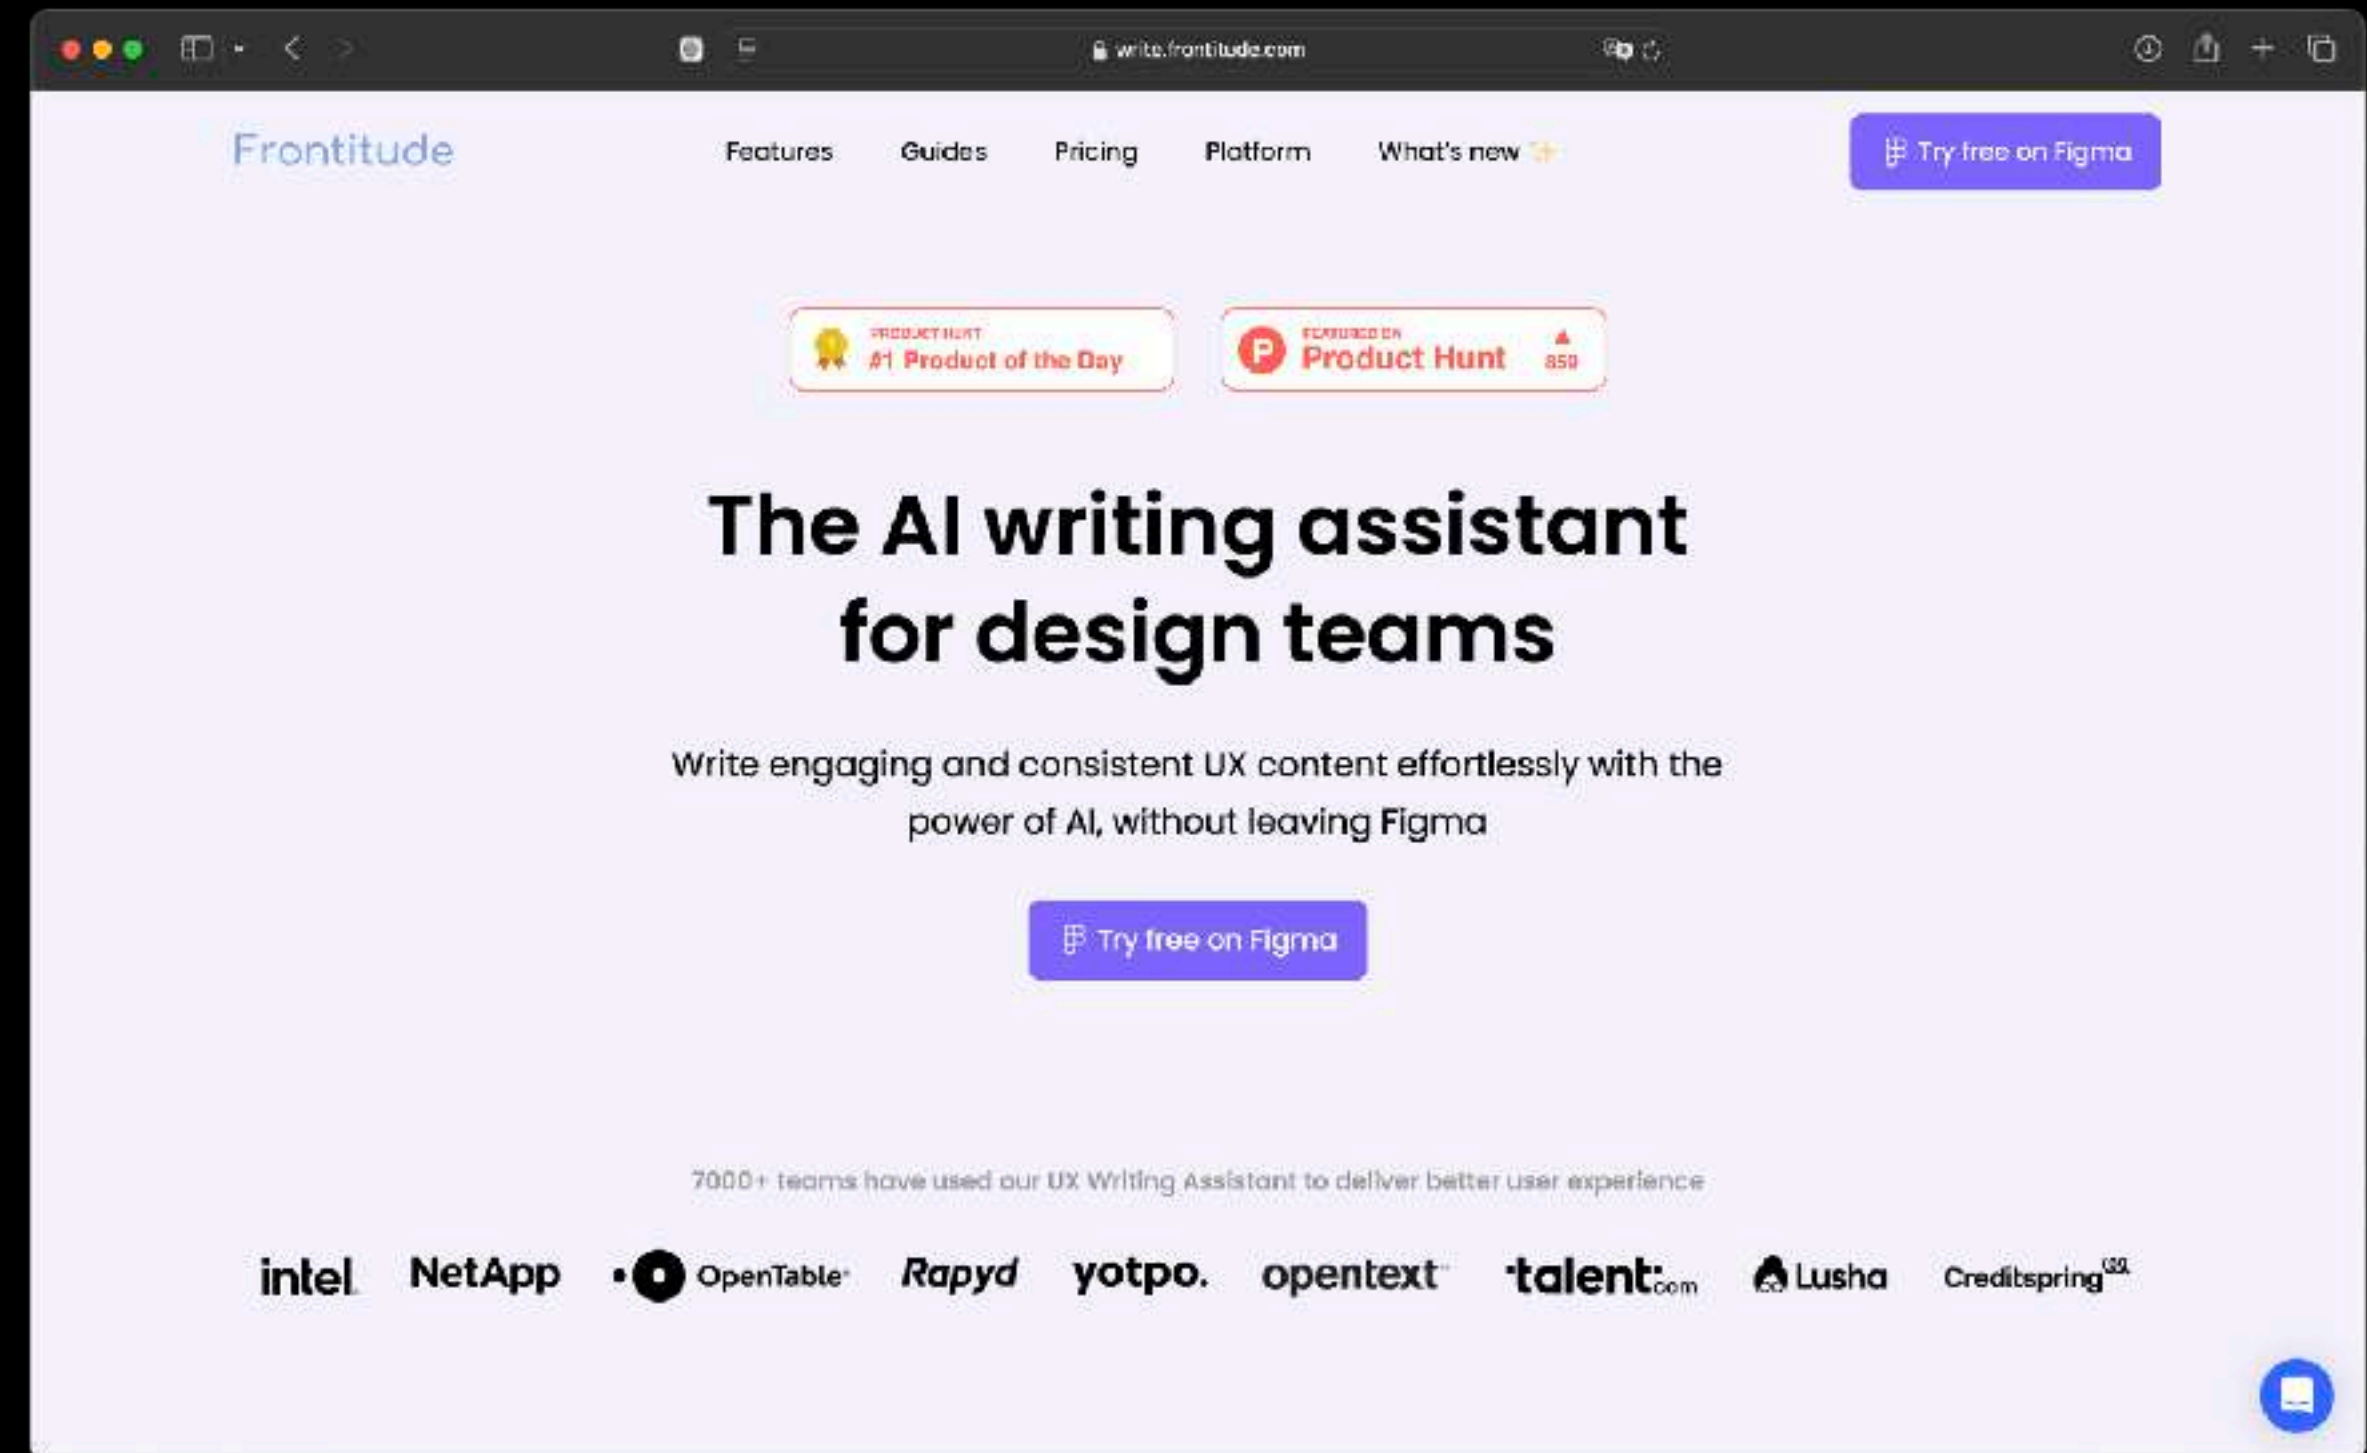 write.frontitude.com
Frontitude
Features
Guides
Pricing
Platform
What's new
Try free on Figma
PRODUCT HUNT
#1 Product of the Day
FEATURED ON
Product Hunt
859
The AI writing assistant
for design teams
Write engaging and consistent UX content effortlessly with the
power of AI, without leaving Figma
Try free on Figma
7000+ teams have used our UX Writing Assistant to deliver better user experience
intel
NetApp
OpenTable
Rapyd
yotpo.
opentext
talent.com
Lusha
Creditspring